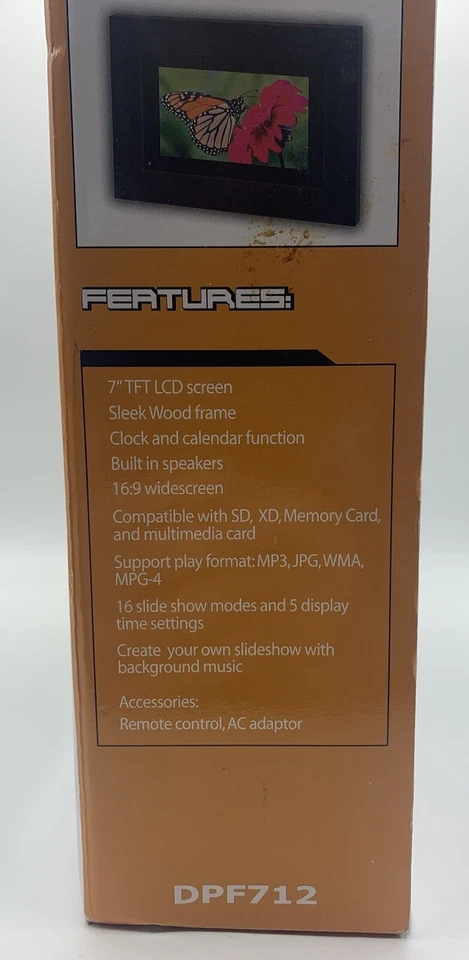 FEATURES:
7" TFT LCD screen
Sleek Wood frame
Clock and calendar function
Built in speakers
16:9 widescreen
Compatible with SD, XD, Memory Card,
and multimedia card
Support play format: MP3, JPG, WMA,
MPG-4
16 slide show modes and 5 display
time settings
Create your own slideshow with
background music
Accessories:
Remote control, AC adaptor
DPF712